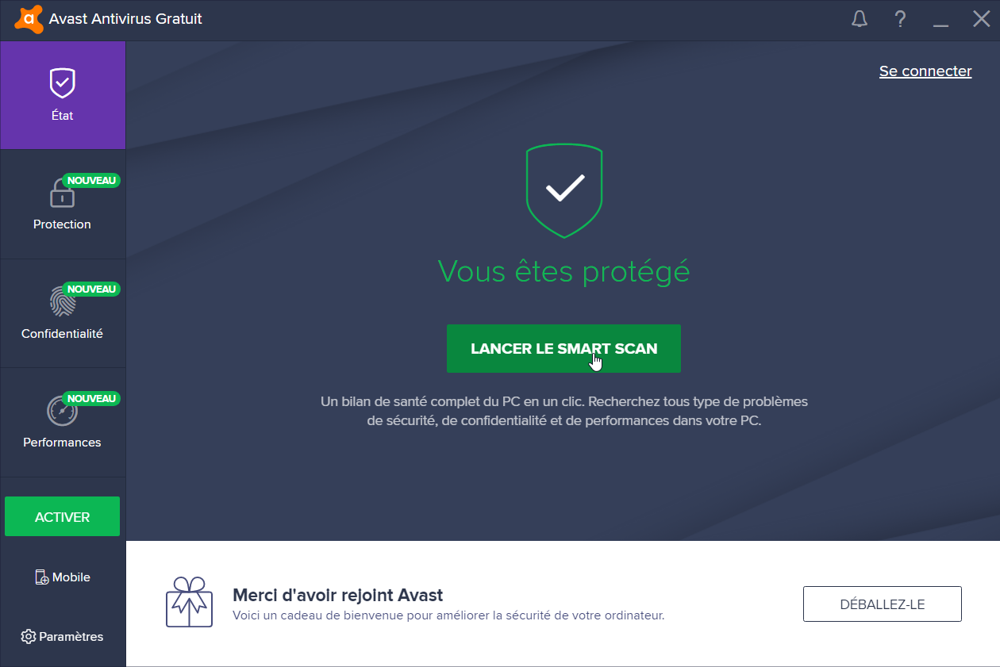 a
Avast Antivirus Gratuit
?
Se connecter
État
NOUVEAU
Protection
NOUVEAU
Confidentialité
NOUVEAU
Performances
ACTIVER
Mobile
Paramètres
Vous êtes protégé
LANCER LE SMART SCAN
Un bilan de santé complet du PC en un clic. Recherchez tous type de problèmes
de sécurité, de confidentialité et de performances dans votre PC.
Merci d'avoir rejoint Avast
Voici un cadeau de bienvenue pour améliorer la sécurité de votre ordinateur.
DÉBALLEZ-LE